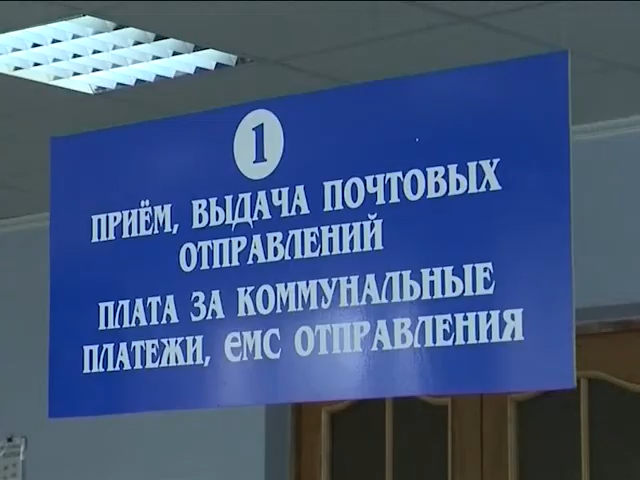 1
ПРИЁМ, ВЫДАЧА ПОЧТОВЫХ
ОТПРАВЛЕНИЙ
ПЛАТА ЗА КОММУНАЛЬНЫЕ
ПЛАТЕЖИ, ЕМС ОТПРАВЛЕНИЯ